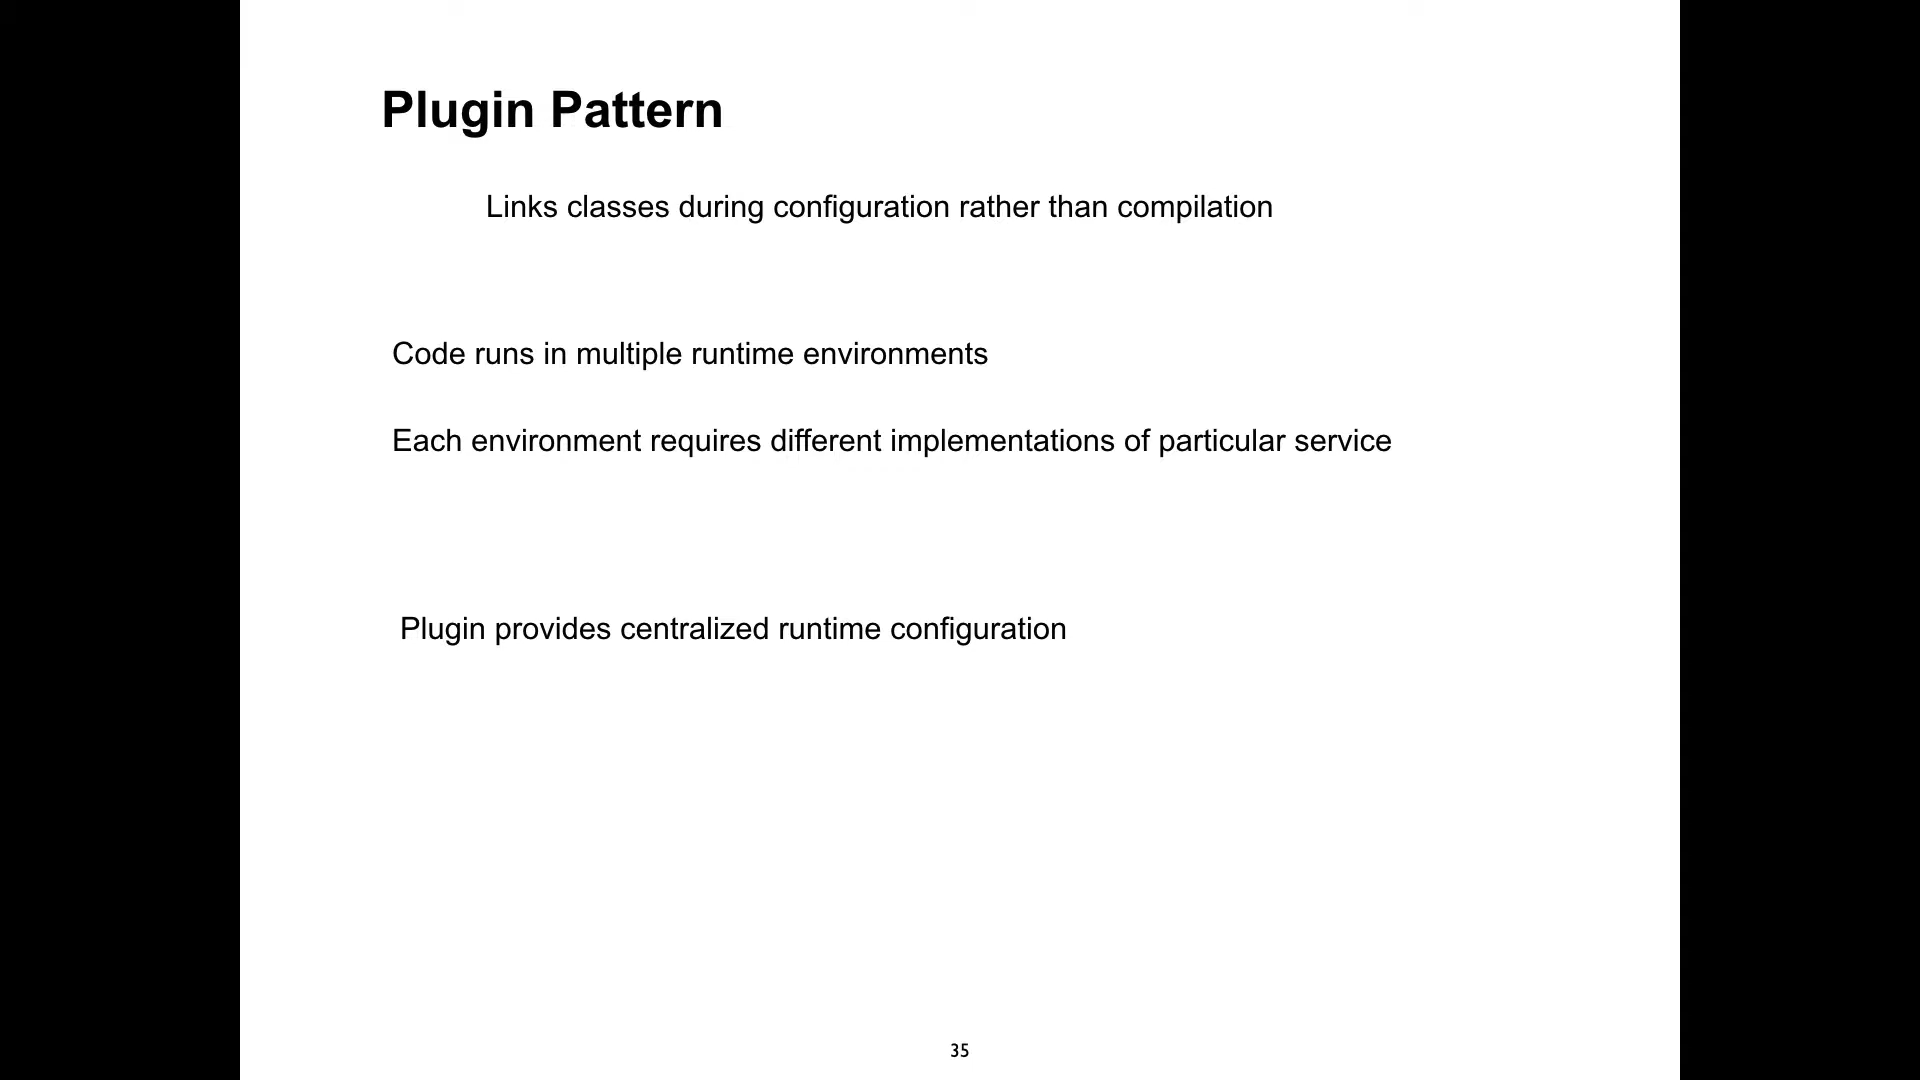 Plugin Pattern
Links classes during configuration rather than compilation
Code runs in multiple runtime environments
Each environment requires different implementations of particular service
Plugin provides centralized runtime configuration
35